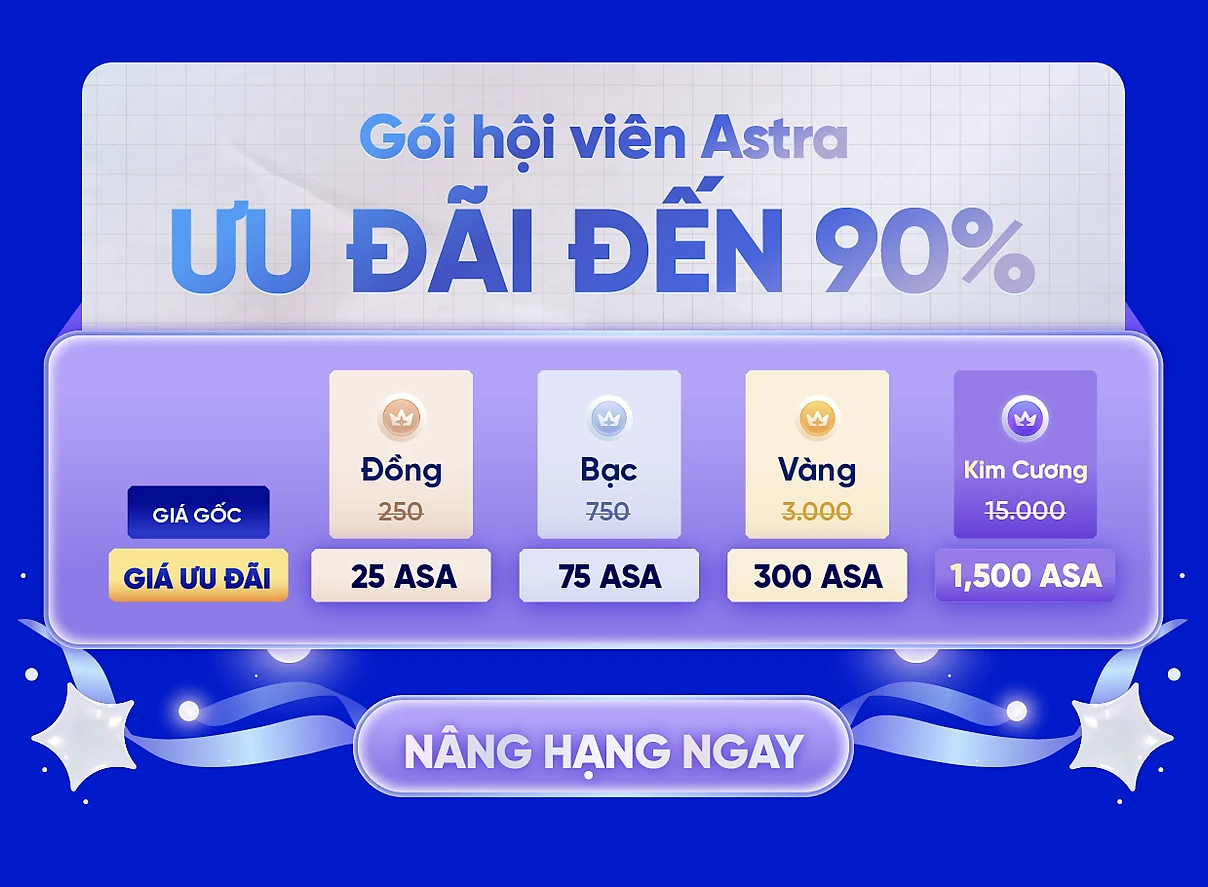 Gói hội viên Astra
ƯU ĐÃI ĐẾN 90%
Đồng Bạc Vàng Kim Cương
GIÁ GỐC 250 750 3.000 15.000
GIÁ ƯU ĐÃI 25 ASA 75 ASA 300 ASA 1,500 ASA
NÂNG HẠNG NGAY